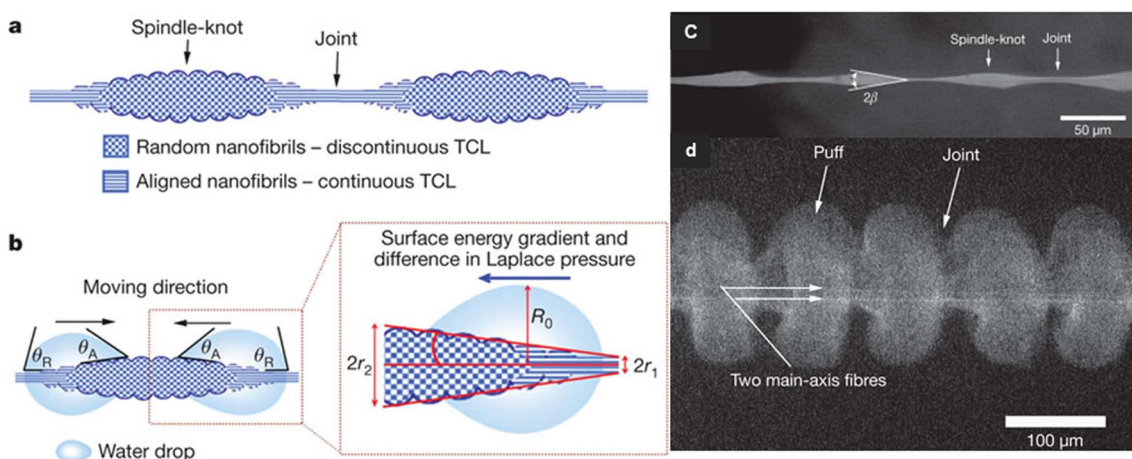 a
Spindle-knot
Joint
Random nanofibrils – discontinuous TCL
Aligned nanofibrils – continuous TCL
b
Moving direction
θR
θA
θA
θR
Water drop
Surface energy gradient and
difference in Laplace pressure
R0
2r2
2r1
C
Spindle-knot
Joint
2β
50 μm
d
Puff
Joint
Two main-axis fibres
100 μm